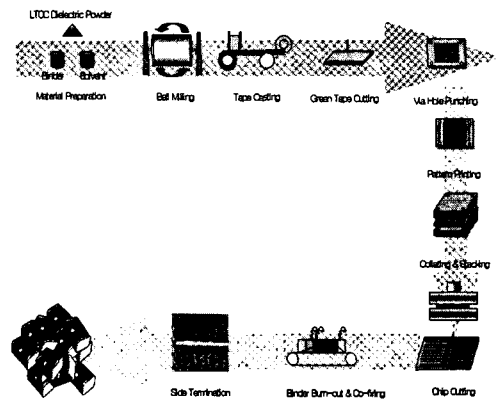 LTCC Dielectric Powder
Binder
Solvent
Material Preparation
Ball Milling
Tape Casting
Green Tape Cutting
Via Hole Punching
Pattern Printing
Collating & Stacking
Side Termination
Binder Burn-out & Co-firing
Chip Cutting